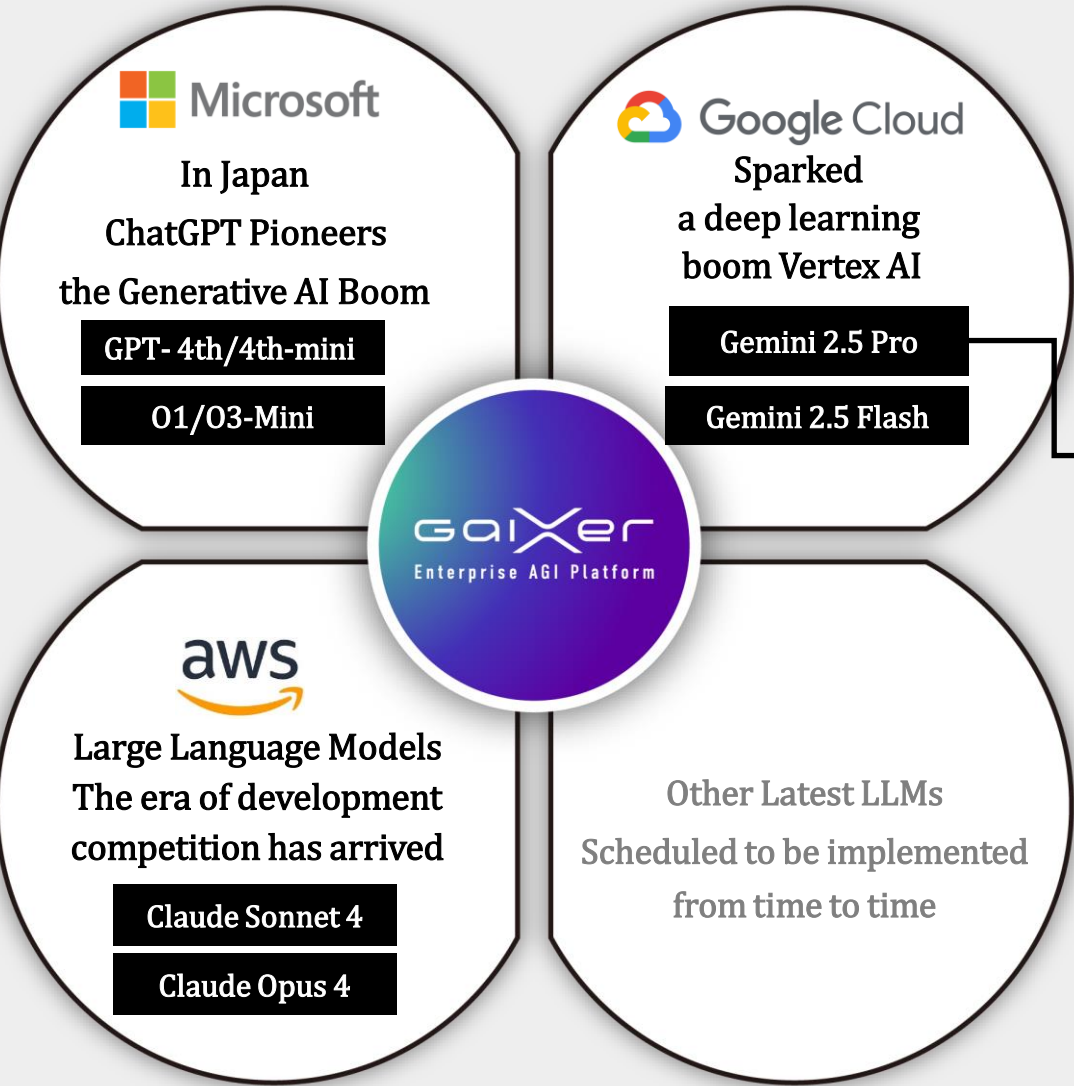 Microsoft
In Japan
ChatGPT Pioneers
the Generative AI Boom
GPT- 4th/4th-mini
O1/O3-Mini
Google Cloud
Sparked
a deep learning
boom Vertex AI
Gemini 2.5 Pro
Gemini 2.5 Flash
GaiXer
Enterprise AGI Platform
aws
Large Language Models
The era of development
competition has arrived
Claude Sonnet 4
Claude Opus 4
Other Latest LLMs
Scheduled to be implemented
from time to time